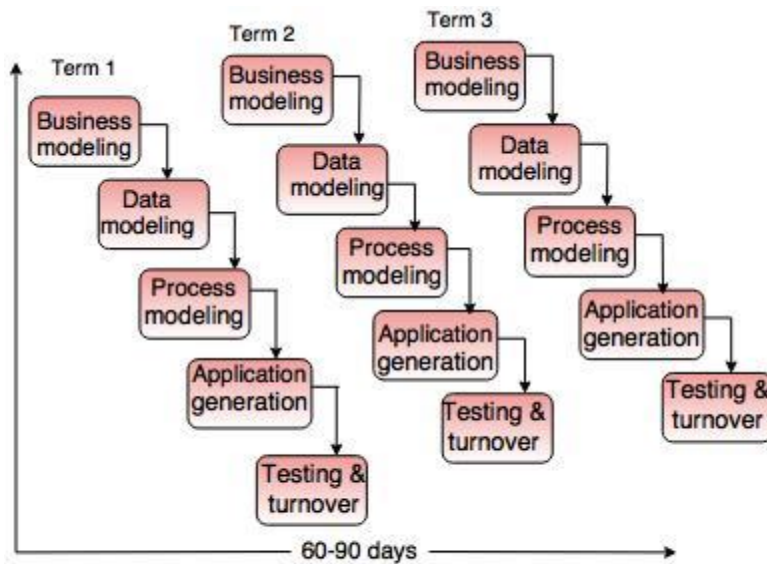 Term 1
Business
modeling
Data
modeling
Process
modeling
Application
generation
Testing &
turnover
Term 2
Business
modeling
Data
modeling
Process
modeling
Application
generation
Testing &
turnover
Term 3
Business
modeling
Data
modeling
Process
modeling
Application
generation
Testing &
turnover
60-90 days